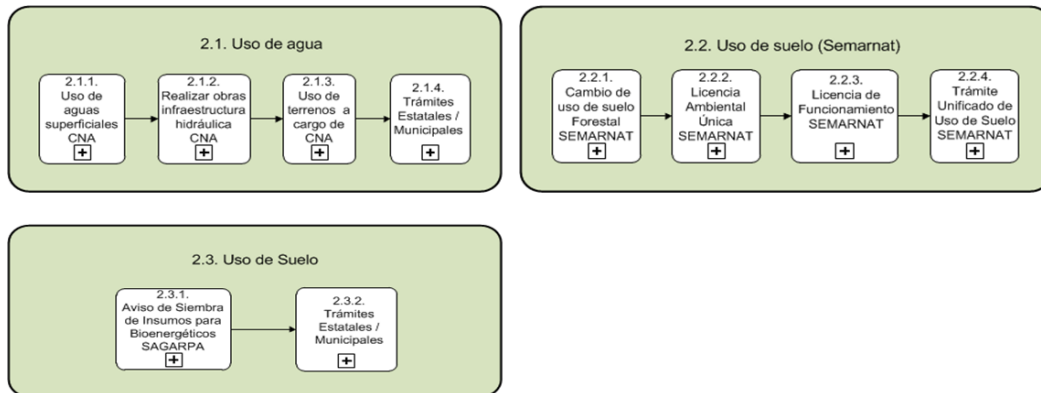 2.1. Uso de agua
2.1.1.
Uso de
aguas
superficiales
CNA
2.1.2.
Realizar obras
infraestructura
hidráulica
CNA
2.1.3.
Uso de
terrenos a
cargo de
CNA
2.1.4.
Trámites
Estatales /
Municipales
2.2. Uso de suelo (Semarnat)
2.2.1.
Cambio de
uso de suelo
Forestal
SEMARNAT
2.2.2.
Licencia
Ambiental
Única
SEMARNAT
2.2.3.
Licencia de
Funcionamiento
SEMARNAT
2.2.4.
Trámite
Unificado de
Uso de Suelo
SEMARNAT
2.3. Uso de Suelo
2.3.1.
Aviso de Siembra
de Insumos para
Bioenergéticos
SAGARPA
2.3.2.
Trámites
Estatales /
Municipales